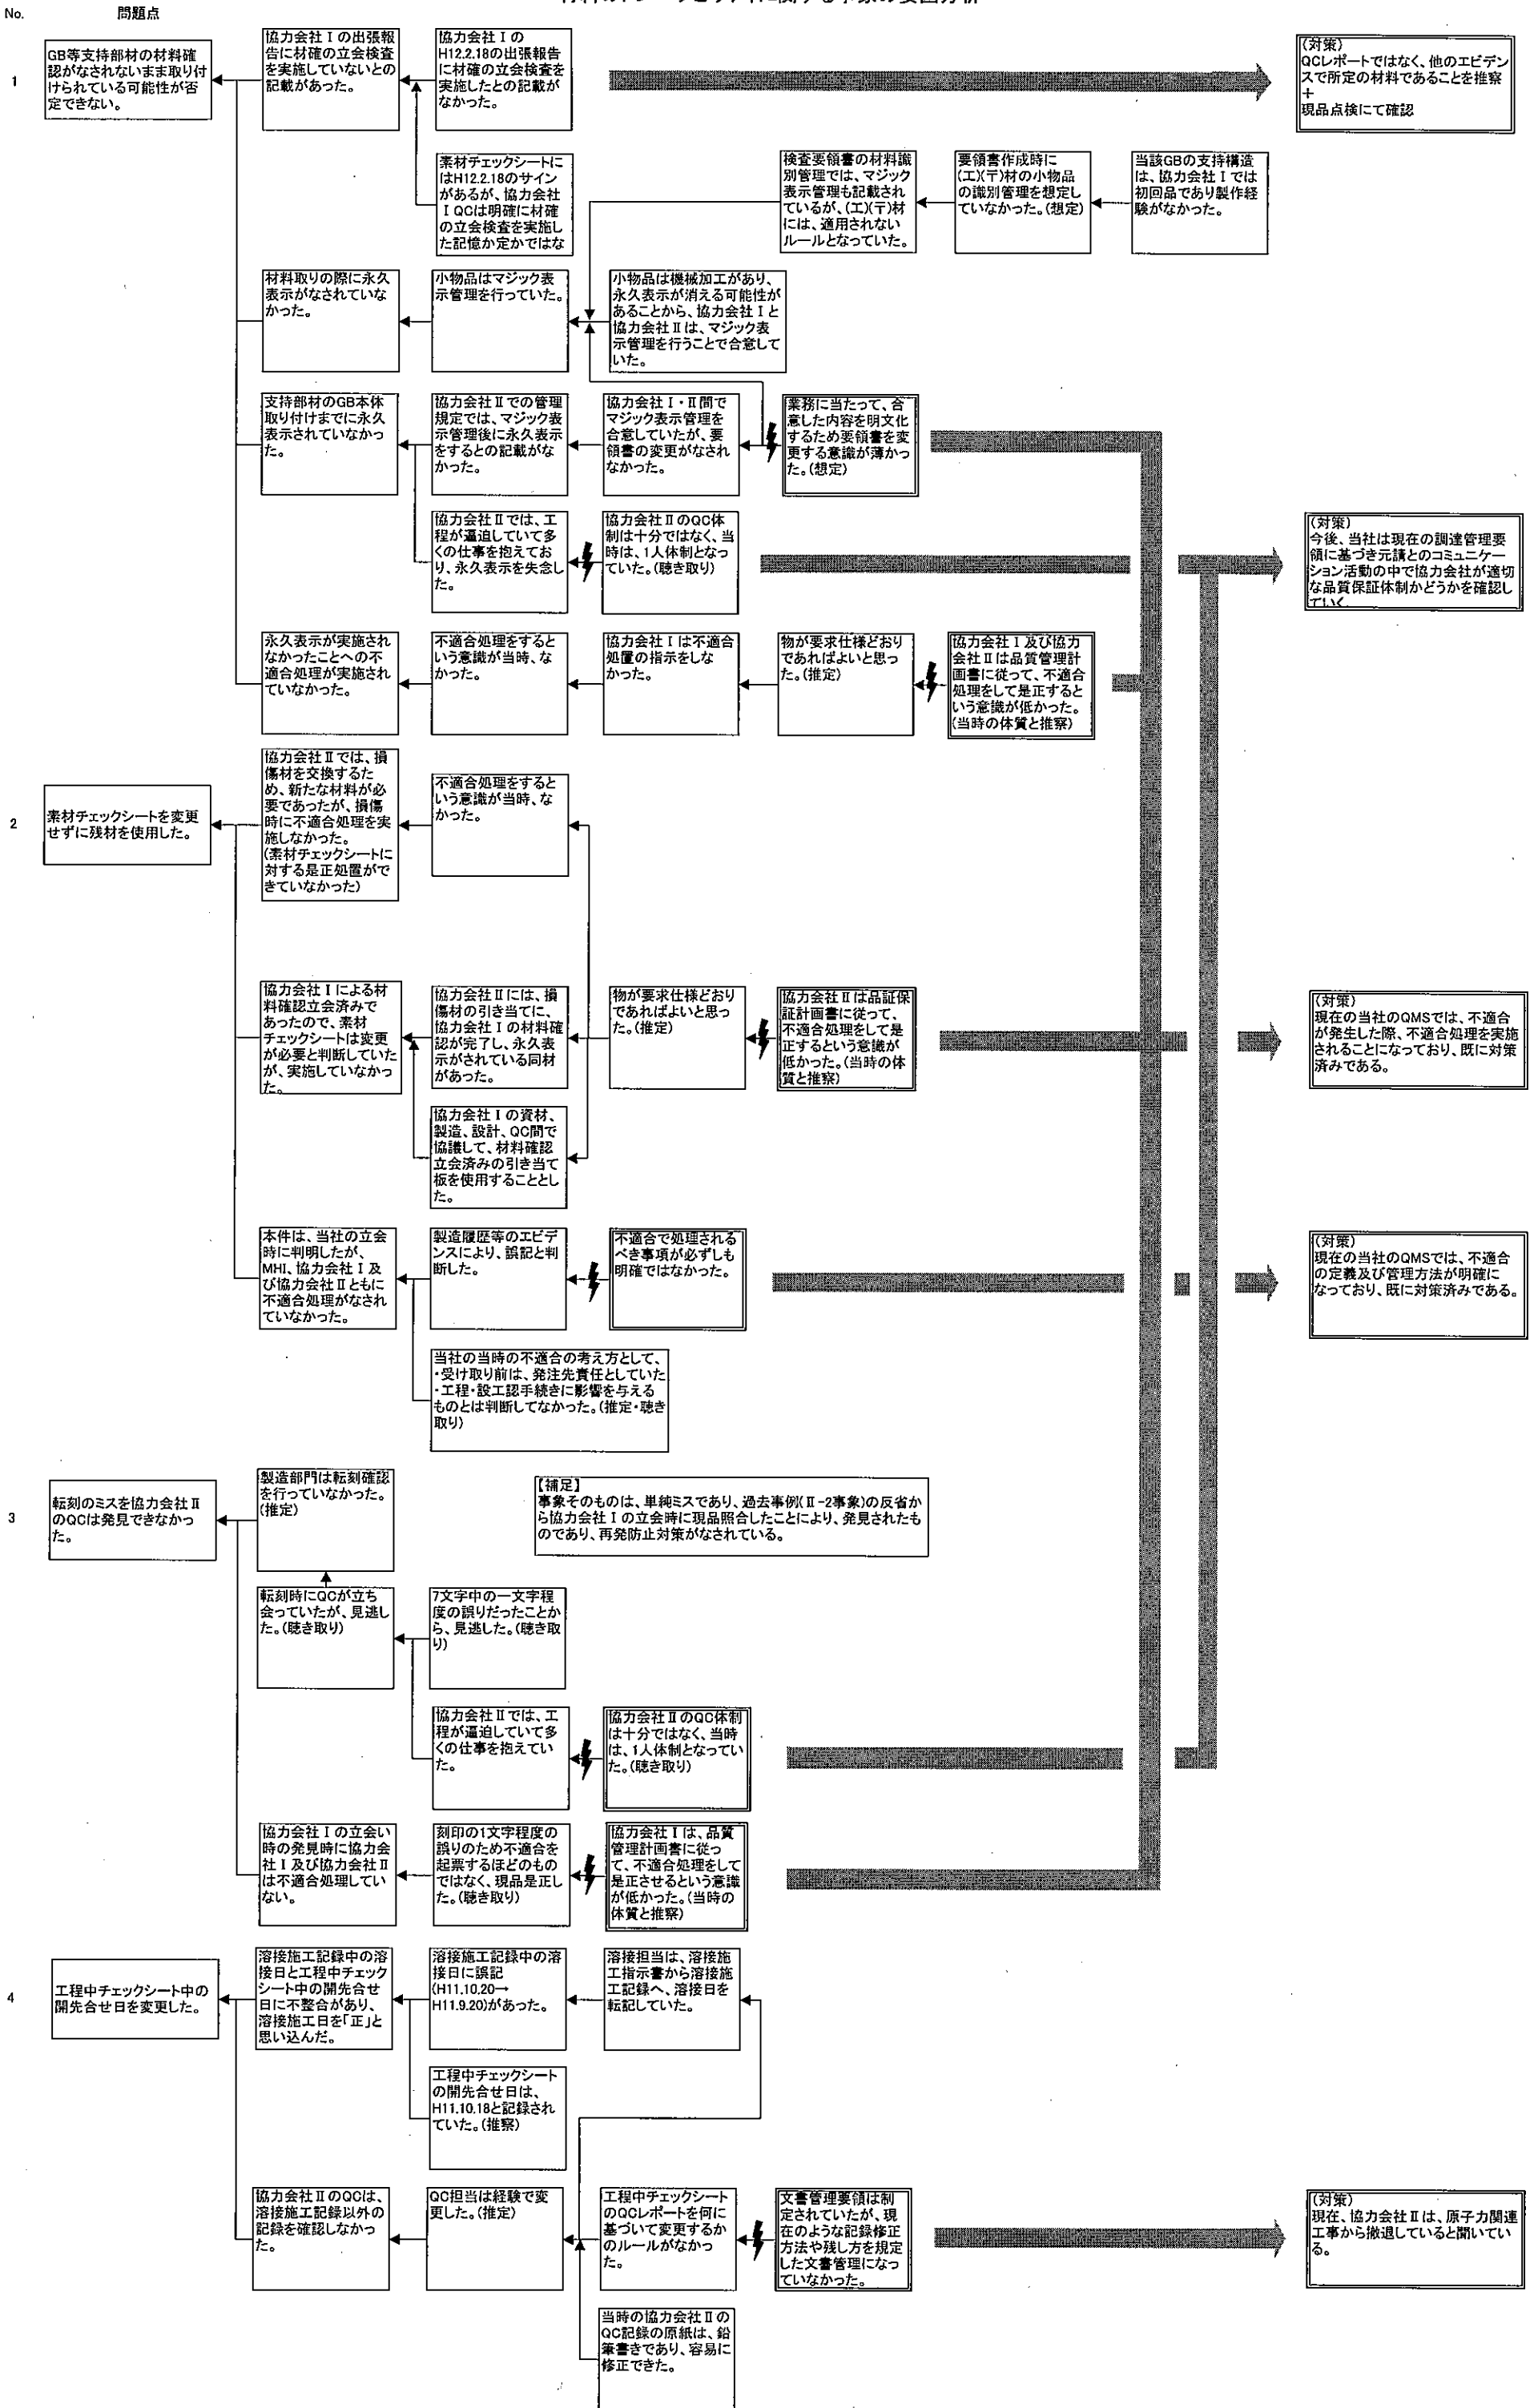 No.
問題点
1
GB等支持部材の材料確
認がなされないまま取り付
けられている可能性が否
定できない。
協力会社Ⅰの出張報
告に材確の立会検査
を実施していないとの
記載があった。
協力会社Ⅰの
H12.2.18の出張報告
に材確の立会検査を
実施したとの記載が
なかった。
(対策)
QCレポートではなく、他のエビデン
スで所定の材料であることを推察
+
現品点検にて確認
素材チェックシートに
はH12.2.18のサイン
があるが、協力会社
Ⅰ QCは明確に材確
の立会検査を実施し
た記憶か定かではな
検査要領書の材料識
別管理では、マジック
表示管理も記載され
ているが、(エ)(〒)材
には、適用されない
ルールとなっていた。
要領書作成時に
(エ)(〒)材の小物品
の識別管理を想定し
ていなかった。(想定)
当該GBの支持構造
は、協力会社Ⅰでは
初回品であり製作経
験がなかった。
材料取りの際に永久
表示がなされていな
かった。
小物品はマジック表
示管理を行っていた。
小物品は機械加工があり、
永久表示が消える可能性が
あることから、協力会社Ⅰと
協力会社Ⅱは、マジック表
示管理を行うことで合意して
いた。
支持部材のGB本体
取り付けまでに永久
表示されていなかっ
た。
協力会社Ⅱでの管理
規定では、マジック表
示管理後に永久表示
をするとの記載がな
かった。
協力会社Ⅰ・Ⅱ間で
マジック表示管理を
合意していたが、要
領書の変更がなされ
なかった。
業務に当たって、合
意した内容を明文化
するため要領書を変
更する意識が薄かっ
た。(想定)
協力会社Ⅱでは、工
程が逼迫していて多
くの仕事を抱えてお
り、永久表示を失念し
た。
協力会社ⅡのQC体
制は十分ではなく、当
時は、1人体制となっ
ていた。(聴き取り)
(対策)
今後、当社は現在の調達管理要
領に基づき元請とのコミュニケー
ション活動の中で協力会社が適切
な品質保証体制かどうかを確認し
ていく
永久表示が実施され
なかったことへの不
適合処理が実施され
ていなかった。
不適合処理をすると
いう意識が当時、な
かった。
協力会社Ⅰは不適合
処置の指示をしな
かった。
物が要求仕様どおり
であればよいと思っ
た。(推定)
協力会社Ⅰ及び協力
会社Ⅱは品質管理計
画書に従って、不適合
処理をして是正すると
いう意識が低かった。
(当時の体質と推察)
2
素材チェックシートを変更
せずに残材を使用した。
協力会社Ⅱでは、損
傷材を交換するた
め、新たな材料が必
要であったが、損傷
時に不適合処理を実
施しなかった。
(素材チェックシートに
対する是正処置がで
きていなかった)
不適合処理をすると
いう意識が当時、な
かった。
協力会社Ⅰによる材
料確認立会済みで
あったので、素材
チェックシートは変更
が必要と判断していた
が、実施していなかっ
た。
協力会社Ⅱには、損
傷材の引き当てに、
協力会社Ⅰの材料確
認が完了し、永久表
示がされている同材
があった。
物が要求仕様どおり
であればよいと思っ
た。(推定)
協力会社Ⅱは品証保
証計画書に従って、
不適合処理をして是
正するという意識が
低かった。(当時の体
質と推察)
(対策)
現在の当社のQMSでは、不適合
が発生した際、不適合処理を実施
されることになっており、既に対策
済みである。
協力会社Ⅰの資材、
製造、設計、QC間で
協議して、材料確認
立会済みの引き当て
板を使用することとし
た。
本件は、当社の立会
時に判明したが、
MHI、協力会社Ⅰ及
び協力会社Ⅱともに
不適合処理がなされ
ていなかった。
製造履歴等のエビデ
ンスにより、誤記と判
断した。
不適合で処理される
べき事項が必ずしも
明確ではなかった。
(対策)
現在の当社のQMSでは、不適合
の定義及び管理方法が明確に
なっており、既に対策済みである。
当社の当時の不適合の考え方として、
・受け取り前は、発注先責任としていた
・工程・設工認手続きに影響を与える
ものとは判断してなかった。(推定・聴き
取り)
3
転刻のミスを協力会社Ⅱ
のQCは発見できなかっ
た。
製造部門は転刻確認
を行っていなかった。
(推定)
【補足】
事象そのものは、単純ミスであり、過去事例(Ⅱ-2事象)の反省か
ら協力会社Ⅰの立会時に現品照合したことにより、発見されたも
のであり、再発防止対策がなされている。
転刻時にQCが立ち
会っていたが、見逃し
た。(聴き取り)
7文字中の一文字程
度の誤りだったことか
ら、見逃した。(聴き取
り)
協力会社Ⅱでは、工
程が逼迫していて多
くの仕事を抱えてい
た。
協力会社ⅡのQC体制
は十分ではなく、当時
は、1人体制となってい
た。(聴き取り)
協力会社Ⅰの立会い
時の発見時に協力会
社Ⅰ及び協力会社Ⅱ
は不適合処理してい
ない。
刻印の1文字程度の
誤りのため不適合を
起票するほどのもの
ではなく、現品是正し
た。(聴き取り)
協力会社Ⅰは、品質
管理計画書に従っ
て、不適合処理をして
是正させるという意識
が低かった。(当時の
体質と推察)
4
工程中チェックシート中の
開先合せ日を変更した。
溶接施工記録中の溶
接日と工程中チェック
シート中の開先合せ
日に不整合があり、
溶接施工日を「正」と
思い込んだ。
溶接施工記録中の溶
接日に誤記
(H11.10.20→
H11.9.20)があった。
溶接担当は、溶接施
工指示書から溶接施
工記録へ、溶接日を
転記していた。
工程中チェックシート
の開先合せ日は、
H11.10.18と記録され
ていた。(推察)
協力会社ⅡのQCは、
溶接施工記録以外の
記録を確認しなかっ
た。
QC担当は経験で変
更した。(推定)
工程中チェックシート
のQCレポートを何に
基づいて変更するか
のルールがなかっ
た。
文書管理要領は制
定されていたが、現
在のような記録修正
方法や残し方を規定
した文書管理になっ
ていなかった。
(対策)
現在、協力会社Ⅱは、原子力関連
工事から撤退していると聞いてい
る。
当時の協力会社Ⅱの
QC記録の原紙は、鉛
筆書きであり、容易に
修正できた。